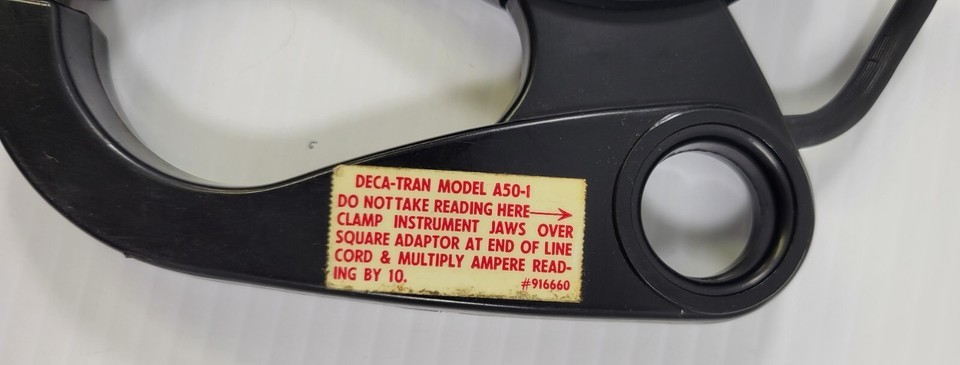 DECA-TRAN MODEL A50-1
DO NOT TAKE READING HERE→
CLAMP INSTRUMENT JAWS OVER
SQUARE ADAPTOR AT END OF LINE
CORD & MULTIPLY AMPERE READ-
ING BY 10. #916660